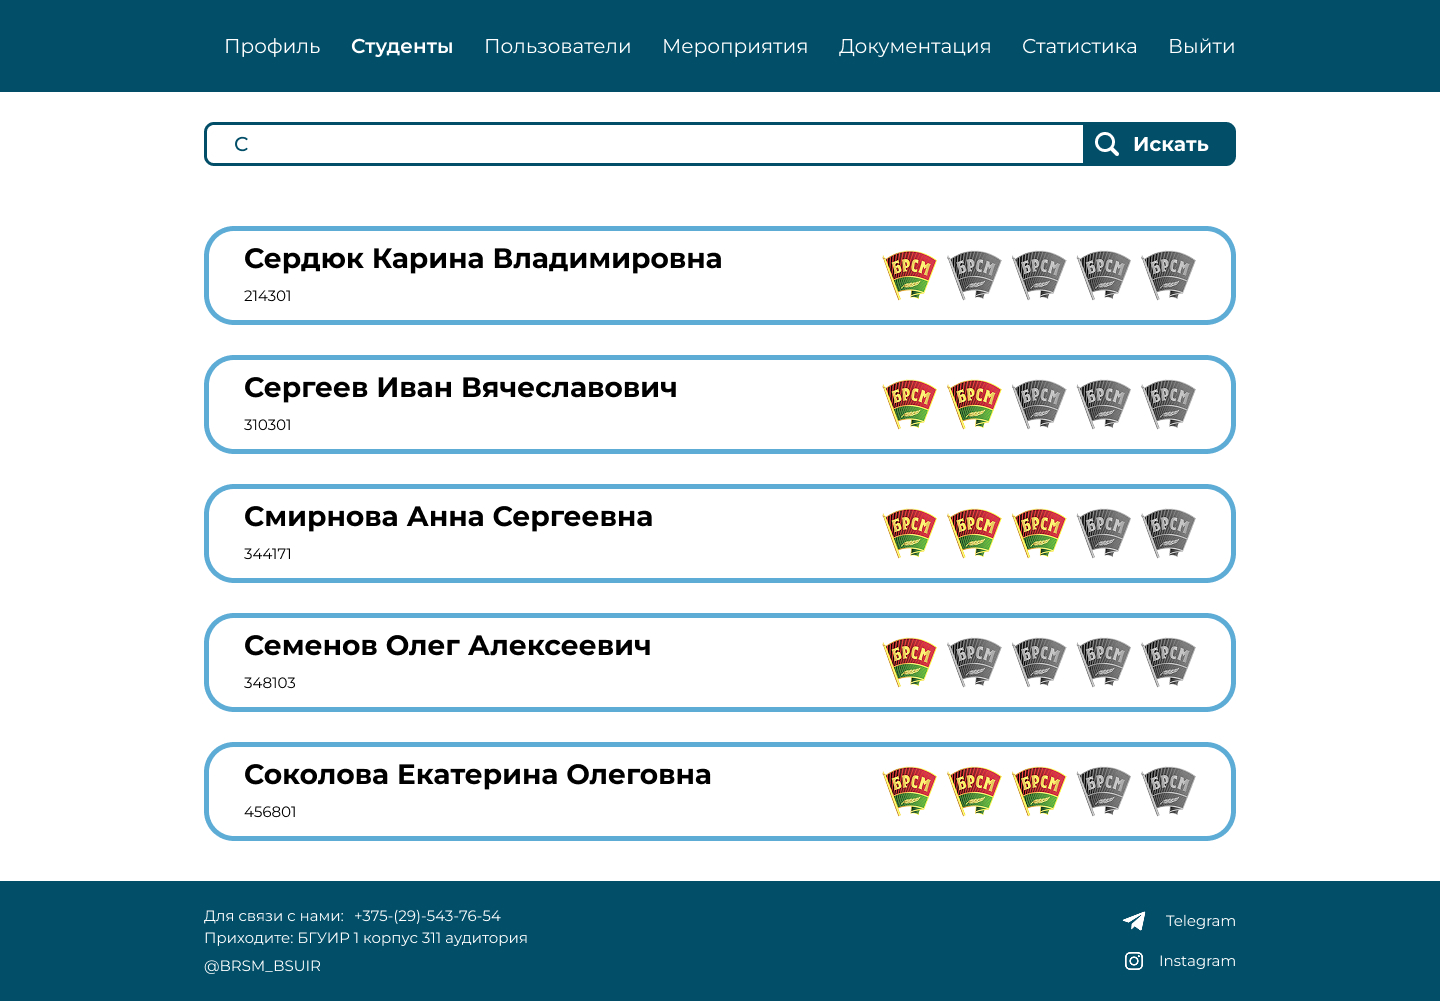 Профиль Студенты Пользователи Мероприятия Документация Статистика Выйти
С Искать
Сердюк Карина Владимировна
БРСМ БРСМ БРСМ БРСМ БРСМ
214301
Сергеев Иван Вячеславович
БРСМ БРСМ БРСМ БРСМ БРСМ
310301
Смирнова Анна Сергеевна
БРСМ БРСМ БРСМ БРСМ БРСМ
344171
Семенов Олег Алексеевич
БРСМ БРСМ БРСМ БРСМ БРСМ
348103
Соколова Екатерина Олеговна
БРСМ БРСМ БРСМ БРСМ БРСМ
456801
Для связи с нами: +375-(29)-543-76-54
Приходите: БГУИР 1 корпус 311 аудитория
@BRSM_BSUIR
Telegram
Instagram